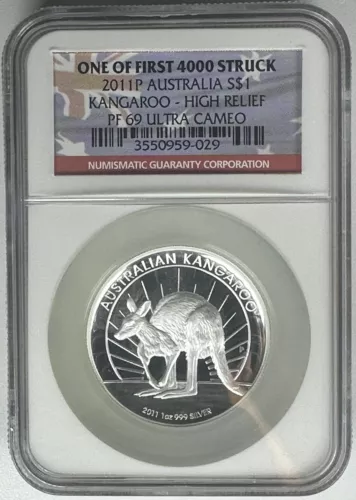 ONE OF FIRST 4000 STRUCK
2011P AUSTRALIA S$1
KANGAROO - HIGH RELIEF
PF 69 ULTRA CAMEO
3550959-029
NUMISMATIC GUARANTY CORPORATION
AUSTRALIAN KANGAROO
2011 1oz 999 SILVER